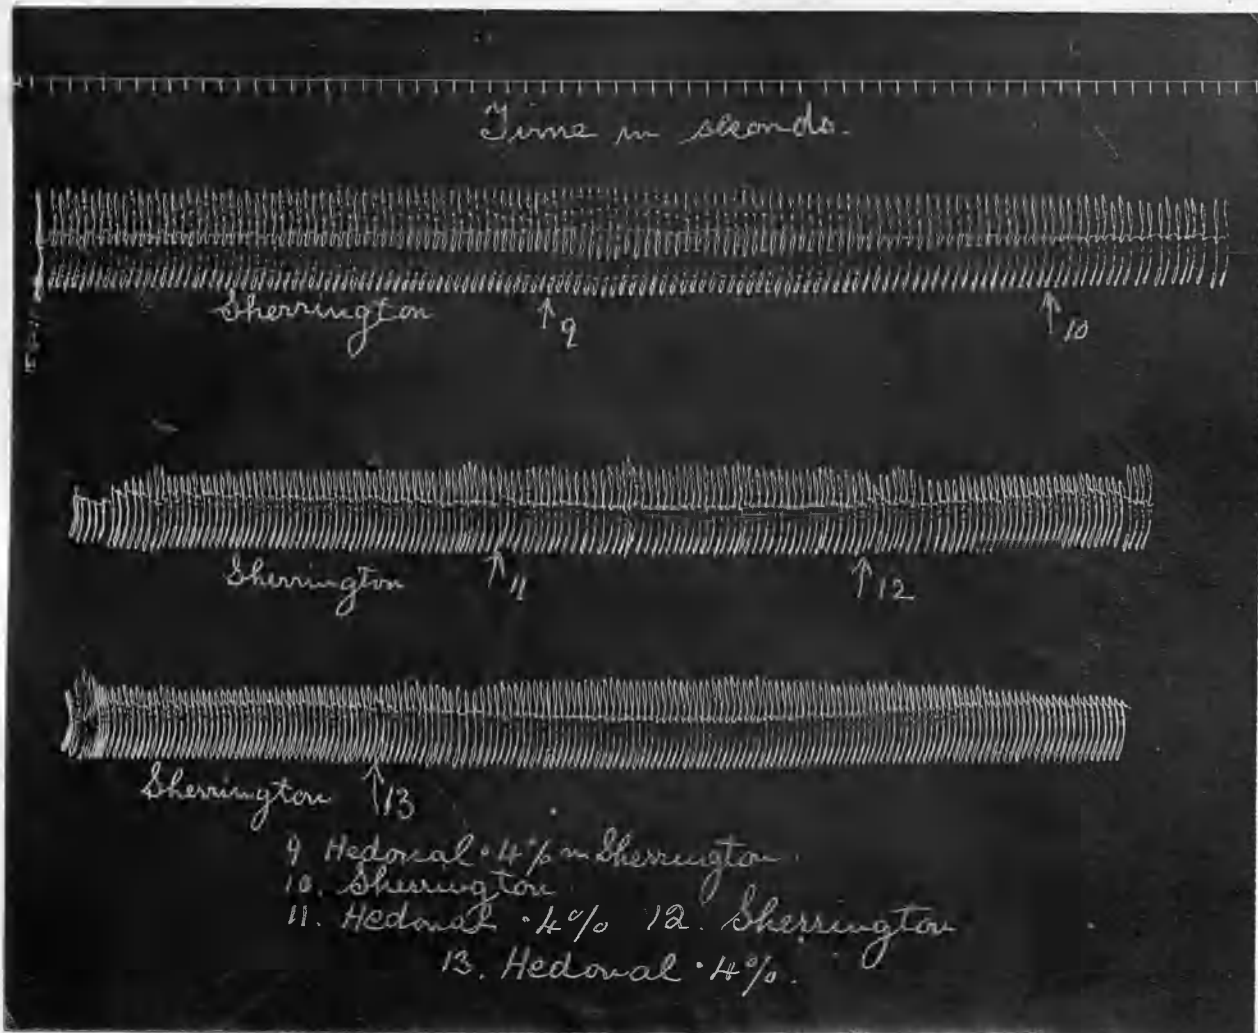 Time in seconds.
Sherrington
↑9
↑10
Sherrington
↑11
↑12
Sherrington
↑13
9 Hedonal ·4% in Sherrington.
10. Sherrington
11. Hedonal ·4% 12. Sherrington
13. Hedonal ·4%.